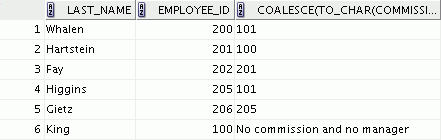 LAST_NAME EMPLOYEE_ID COALESCE(TO_CHAR(COMMISSI...
1 Whalen 200 101
2 Hartstein 201 100
3 Fay 202 201
4 Higgins 205 101
5 Gietz 206 205
6 King 100 No commission and no manager